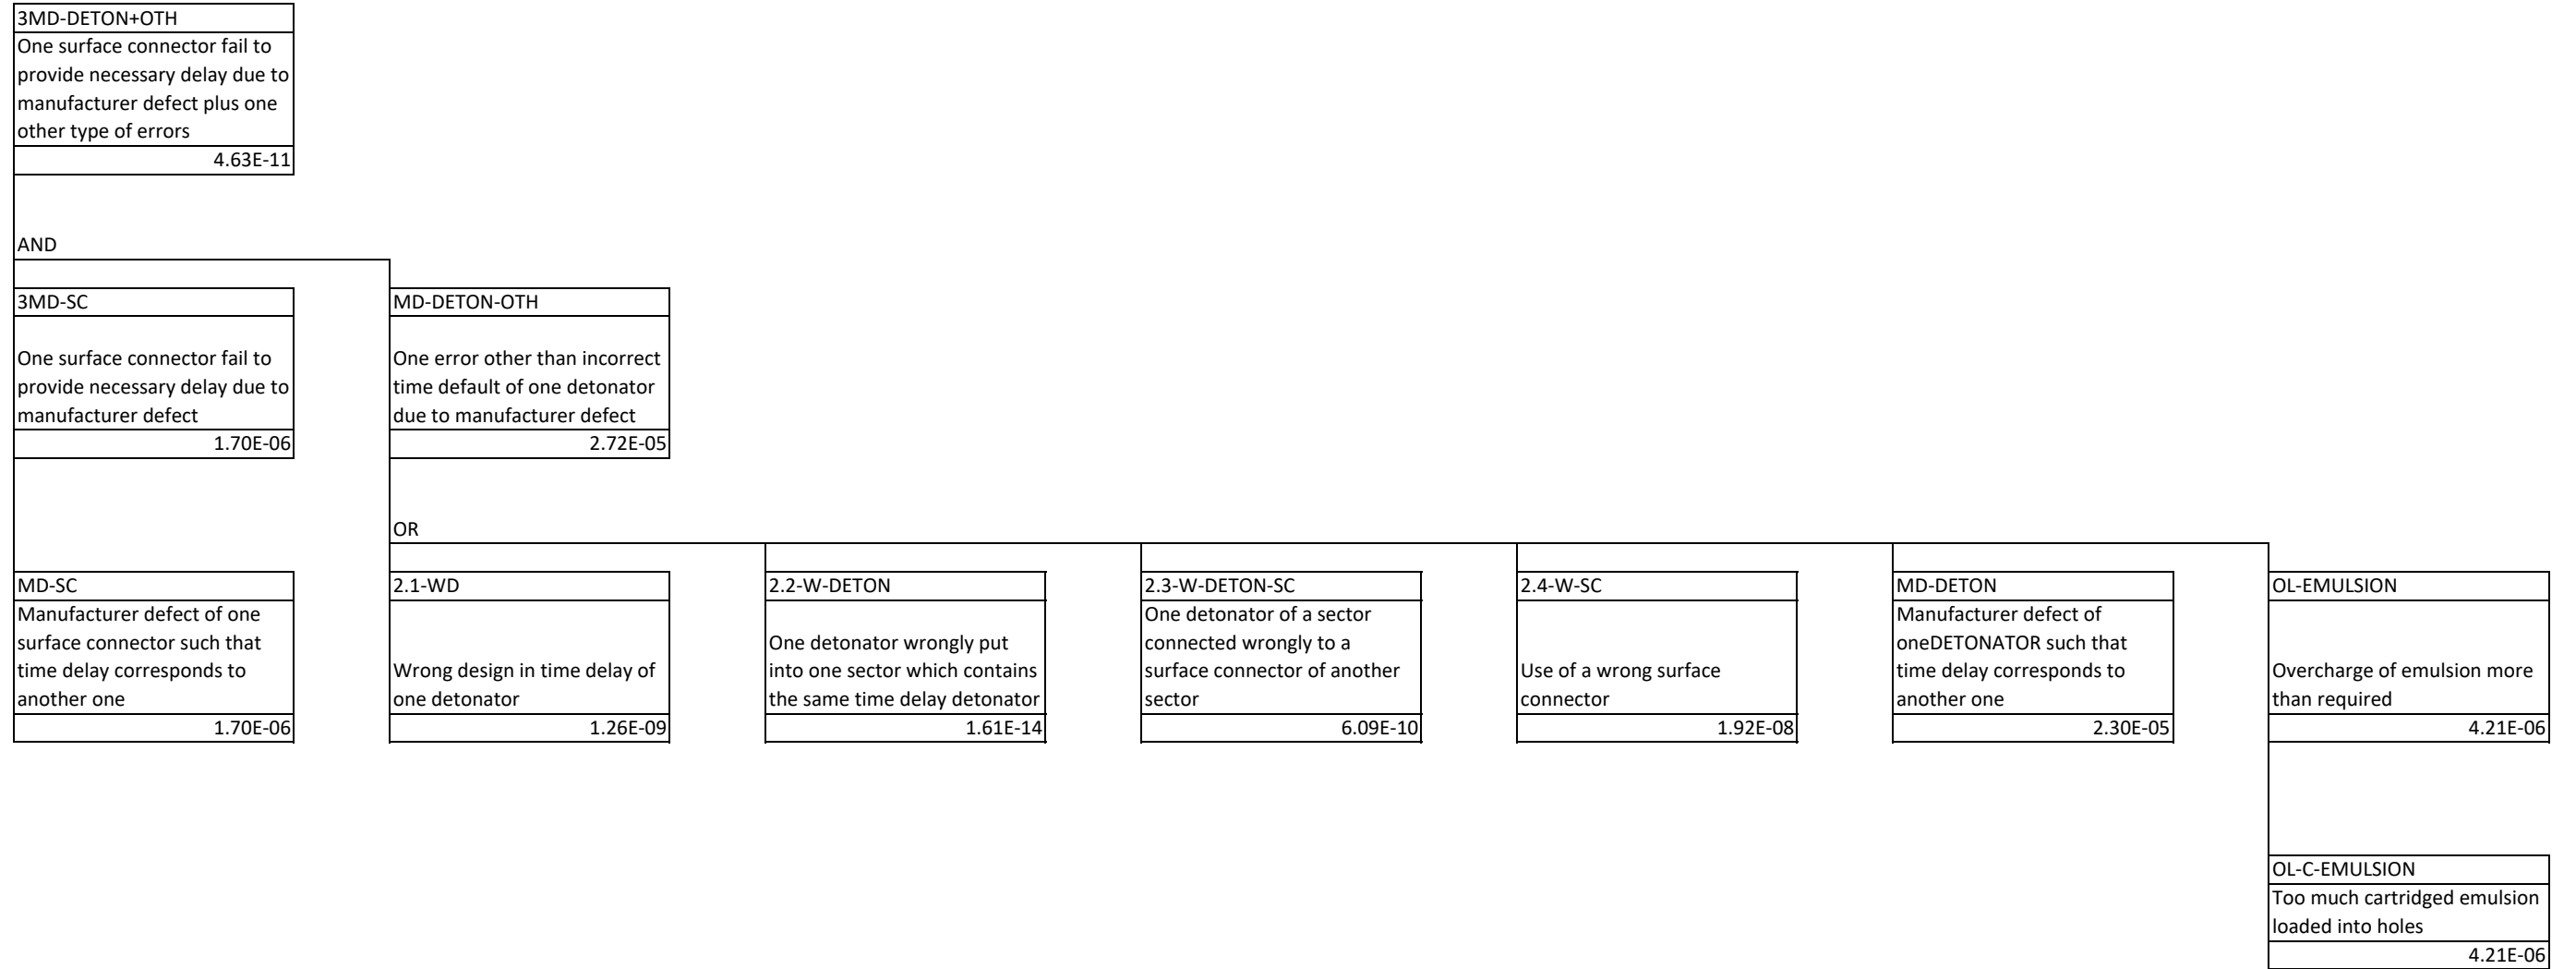 3MD-DETON+OTH
One surface connector fail to
provide necessary delay due to
manufacturer defect plus one
other type of errors
4.63E-11
AND
3MD-SC
One surface connector fail to
provide necessary delay due to
manufacturer defect
1.70E-06
MD-DETON-OTH
One error other than incorrect
time default of one detonator
due to manufacturer defect
2.72E-05
OR
MD-SC
Manufacturer defect of one
surface connector such that
time delay corresponds to
another one
1.70E-06
2.1-WD
Wrong design in time delay of
one detonator
1.26E-09
2.2-W-DETON
One detonator wrongly put
into one sector which contains
the same time delay detonator
1.61E-14
2.3-W-DETON-SC
One detonator of a sector
connected wrongly to a
surface connector of another
sector
6.09E-10
2.4-W-SC
Use of a wrong surface
connector
1.92E-08
MD-DETON
Manufacturer defect of
oneDETONATOR such that
time delay corresponds to
another one
2.30E-05
OL-EMULSION
Overcharge of emulsion more
than required
4.21E-06
OL-C-EMULSION
Too much cartridged emulsion
loaded into holes
4.21E-06